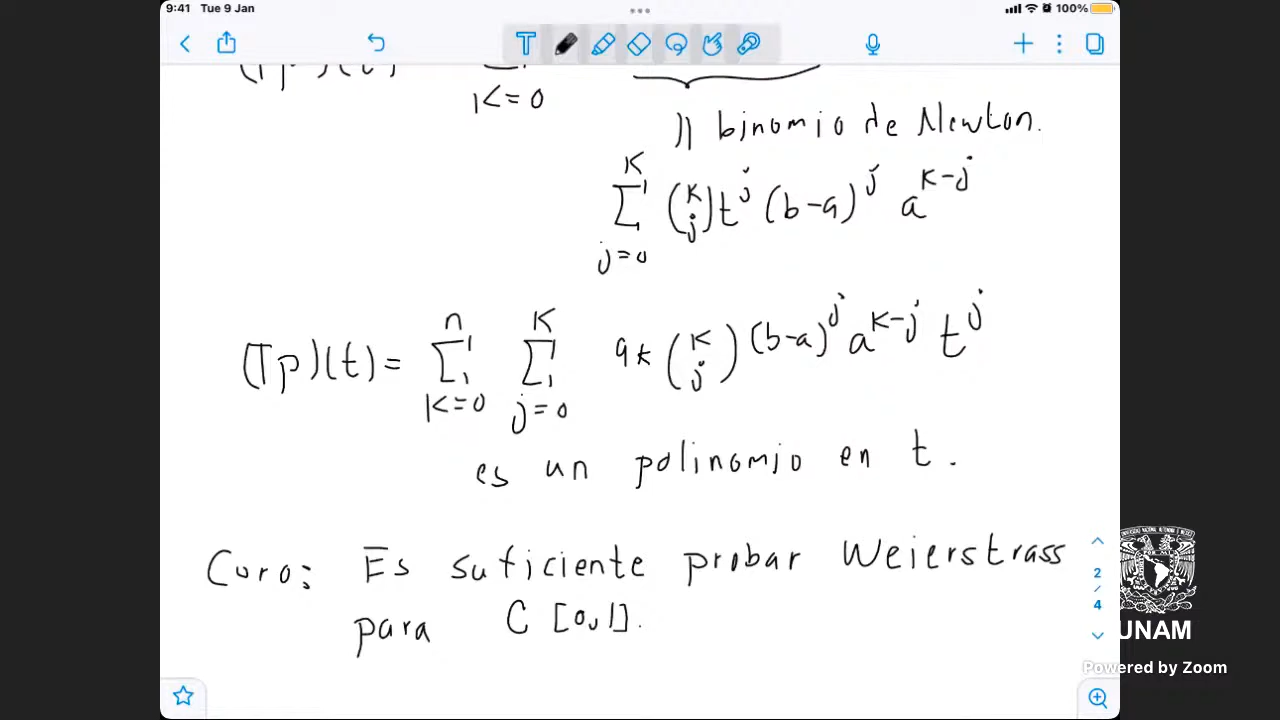 9:41 Tue 9 Jan
100%
(Tp)(t) Σ
K=0
|| binomio de Newton.
K
Σ (K j) t^j (b-a)^j a^{K-j}
j=0
n K
(Tp)(t) = Σ Σ a_K (K j) (b-a)^j a^{K-j} t^j
K=0 j=0
es un polinomio en t.
Coro: Es suficiente probar Weierstrass
para C [0,1].
2
/
4
UNAM
Powered by Zoom